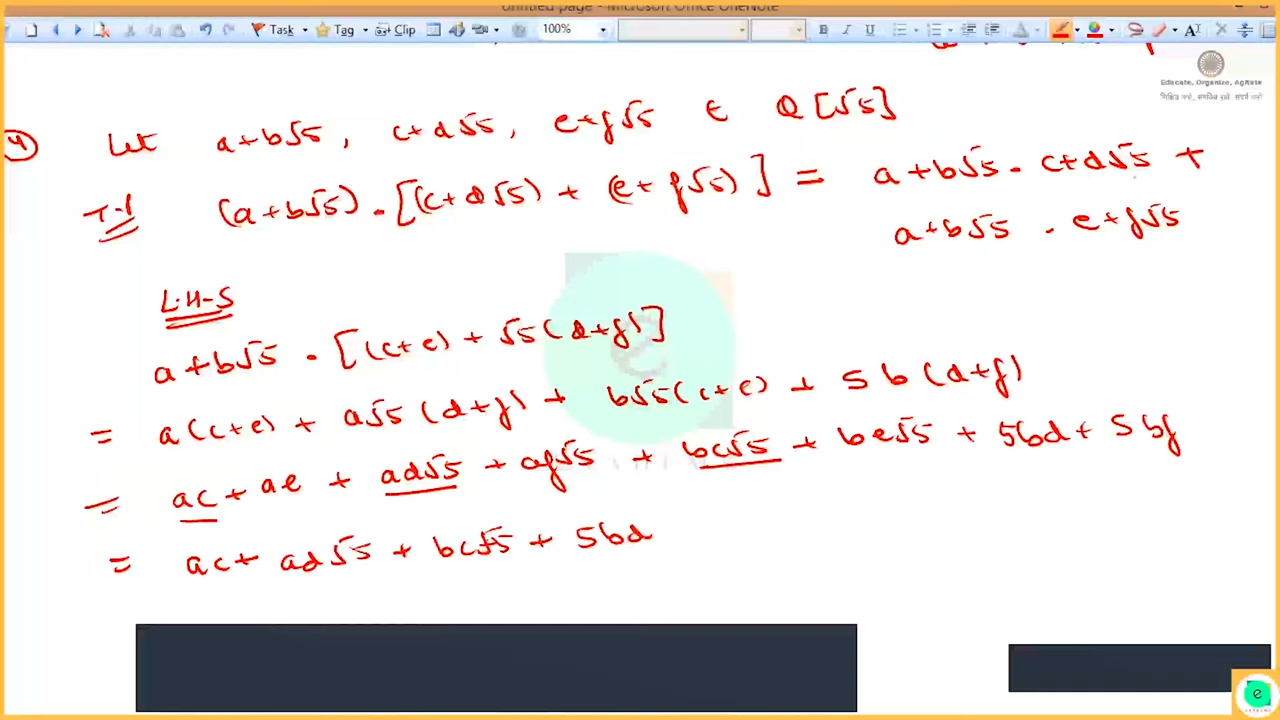 Untitled page - Microsoft Office OneNote
100% Task Tag Clip B I U
Educate, Organize, Agitate
4) Let a+b√5, c+d√5, e+f√5 ∈ Q[√5]
T.P (a+b√5).[(c+d√5) + (e+f√5)] = a+b√5 . c+d√5 +
a+b√5 . e+f√5
L.H.S
a+b√5 . [(c+e) + √5(d+f)]
= a(c+e) + a√5(d+f) + b√5(c+e) + 5b(d+f)
= ac + ae + ad√5 + af√5 + bc√5 + be√5 + 5bd + 5bf
= ac + ad√5 + bc√5 + 5bd
e